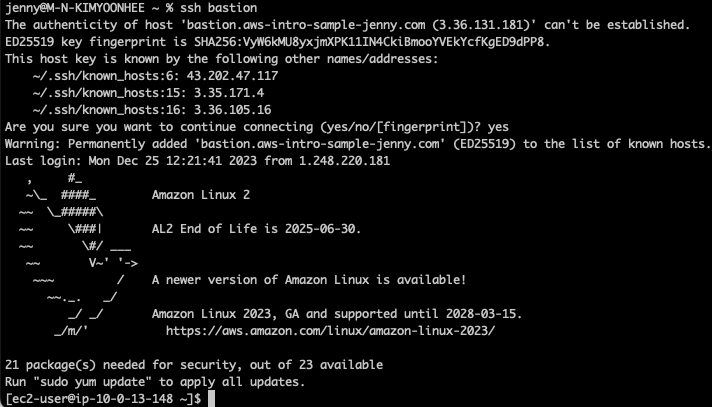 jenny@M-N-KIMYOONHEE ~ % ssh bastion
The authenticity of host 'bastion.aws-intro-sample-jenny.com (3.36.131.181)' can't be established.
ED25519 key fingerprint is SHA256:VyW6kMU8yxjmXPK11IN4CkiBmooYVEkYcfKgED9dPP8.
This host key is known by the following other names/addresses:
    ~/.ssh/known_hosts:6: 43.202.47.117
    ~/.ssh/known_hosts:15: 3.35.171.4
    ~/.ssh/known_hosts:16: 3.36.105.16
Are you sure you want to continue connecting (yes/no/[fingerprint])? yes
Warning: Permanently added 'bastion.aws-intro-sample-jenny.com' (ED25519) to the list of known hosts.
Last login: Mon Dec 25 12:21:41 2023 from 1.248.220.181
   ,     #_
   ~\_  ####_        Amazon Linux 2
  ~~  \_#####\
  ~~     \###|       AL2 End of Life is 2025-06-30.
  ~~       \#/ ___
   ~~       V~' '->
    ~~~         /    A newer version of Amazon Linux is available!
      ~~._.   _/
         _/ _/       Amazon Linux 2023, GA and supported until 2028-03-15.
       _/m/'           https://aws.amazon.com/linux/amazon-linux-2023/

21 package(s) needed for security, out of 23 available
Run "sudo yum update" to apply all updates.
[ec2-user@ip-10-0-13-148 ~]$